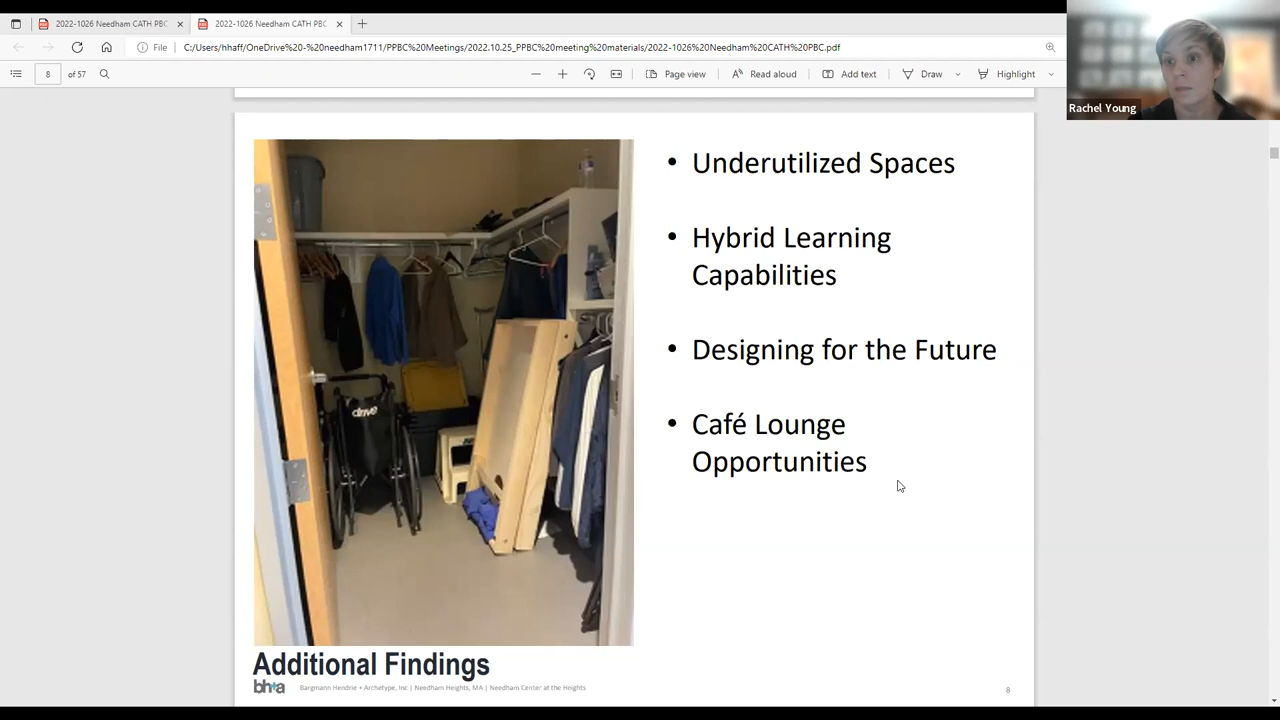 2022-1026 Needham CATH PBC
2022-1026 Needham CATH PBC
File
C:/Users/hhaff/OneDrive%20-%20needham1711/PPBC%20Meetings/2022.10.25_PPBC%20meeting%20materials/2022-1026%20Needham%20CATH%20PBC.pdf
8 of 57
Page view
Read aloud
Add text
Draw
Highlight
Rachel Young
• Underutilized Spaces
• Hybrid Learning
Capabilities
• Designing for the Future
• Café Lounge
Opportunities
drive
Additional Findings
bh+a
Bargmann Hendrie + Archetype, Inc | Needham Heights, MA | Needham Center at the Heights
8